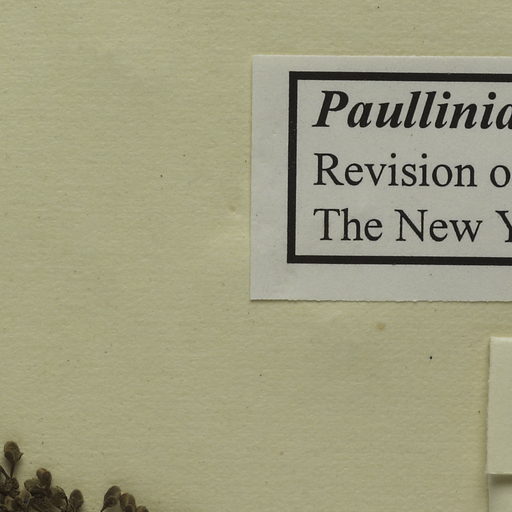 Paullinia
Revision o
The New Y